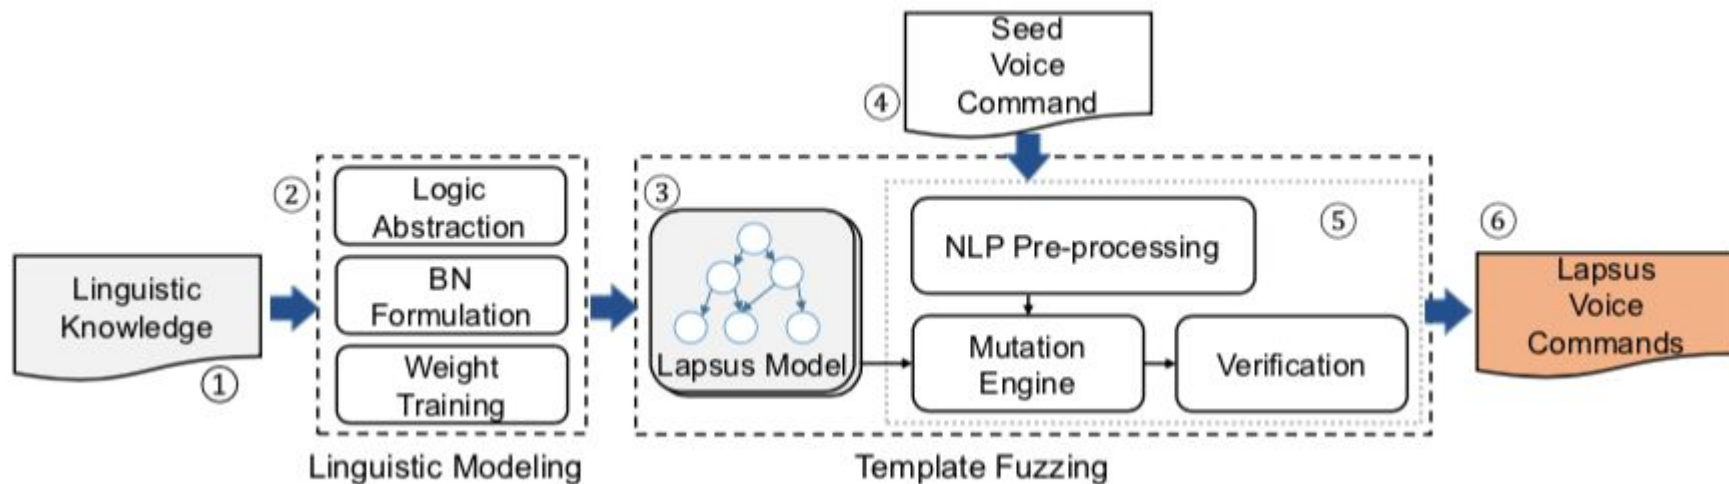 ①
Linguistic
Knowledge
②
Logic
Abstraction
BN
Formulation
Weight
Training
Linguistic Modeling
③
Lapsus Model
④
Seed
Voice
Command
⑤
NLP Pre-processing
Mutation
Engine
Verification
Template Fuzzing
⑥
Lapsus
Voice
Commands